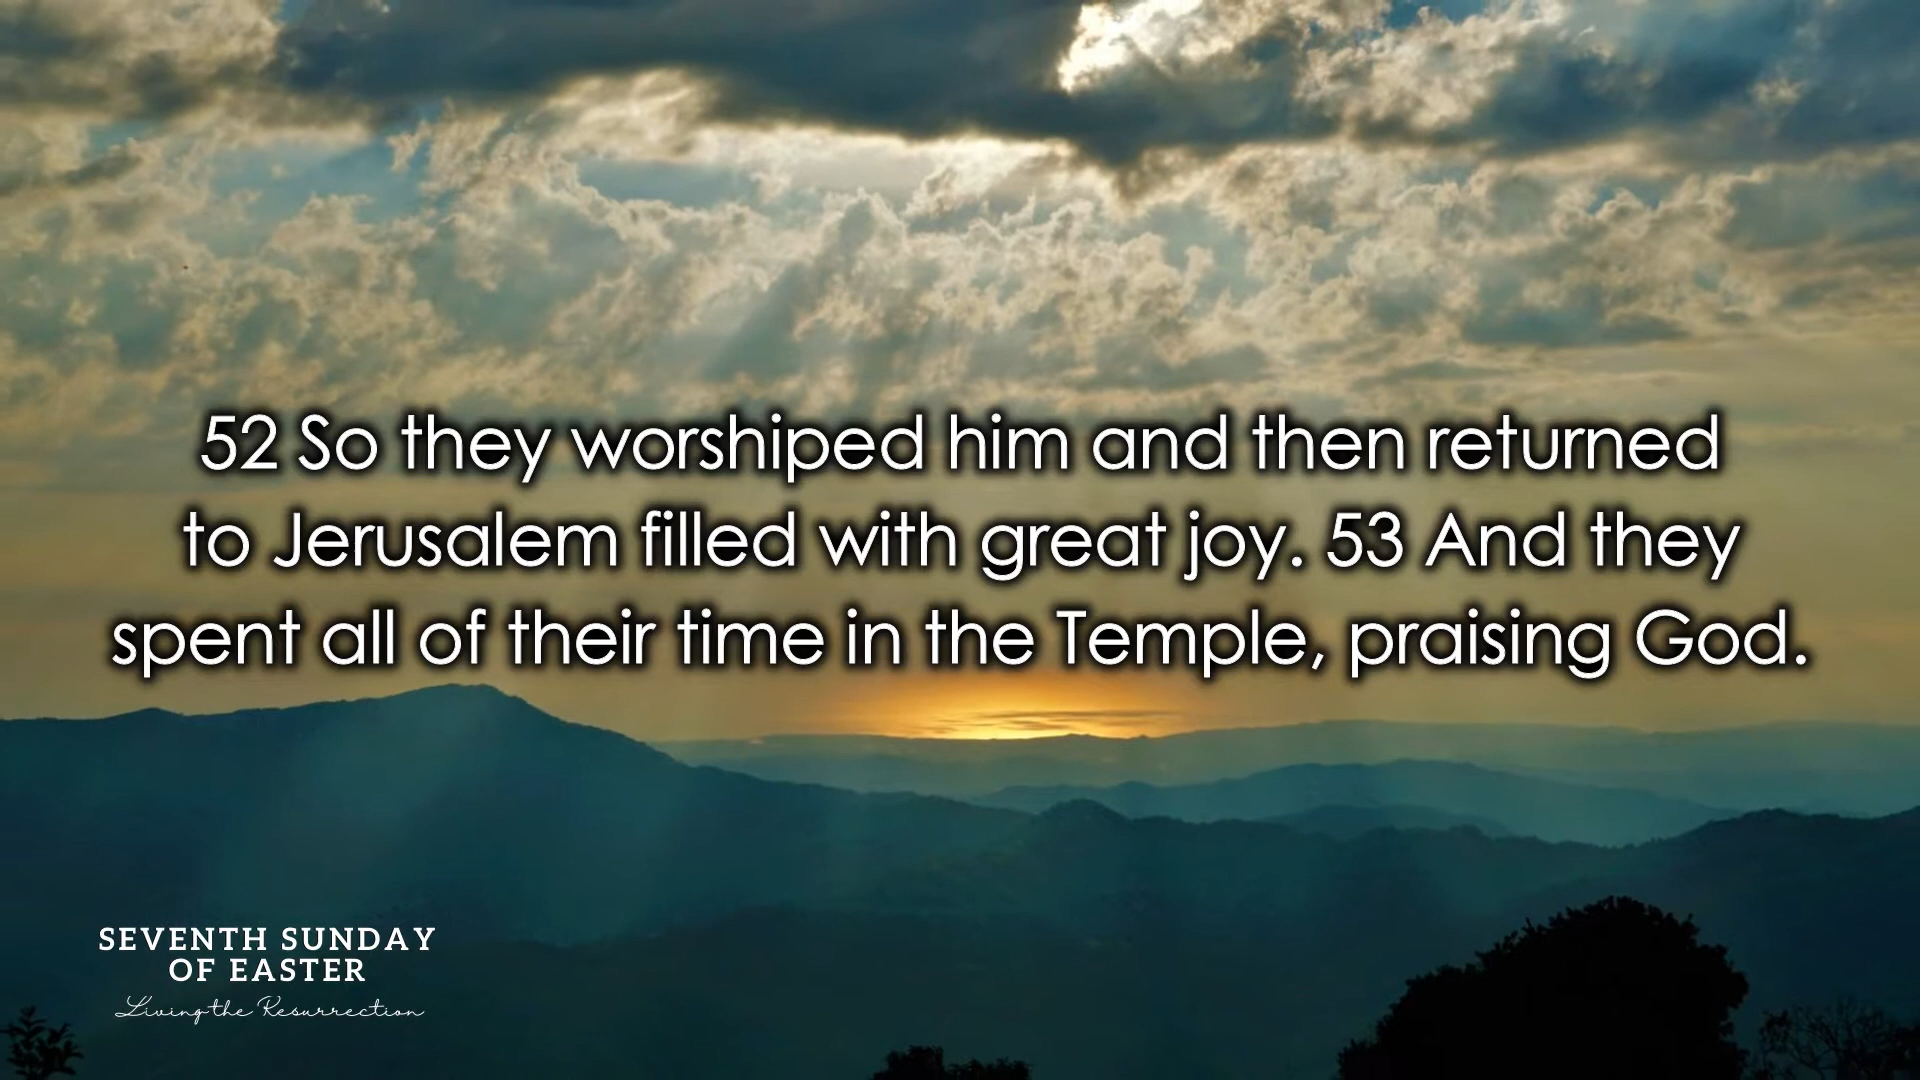 52 So they worshiped him and then returned
to Jerusalem filled with great joy. 53 And they
spent all of their time in the Temple, praising God.
SEVENTH SUNDAY
OF EASTER
Living the Resurrection